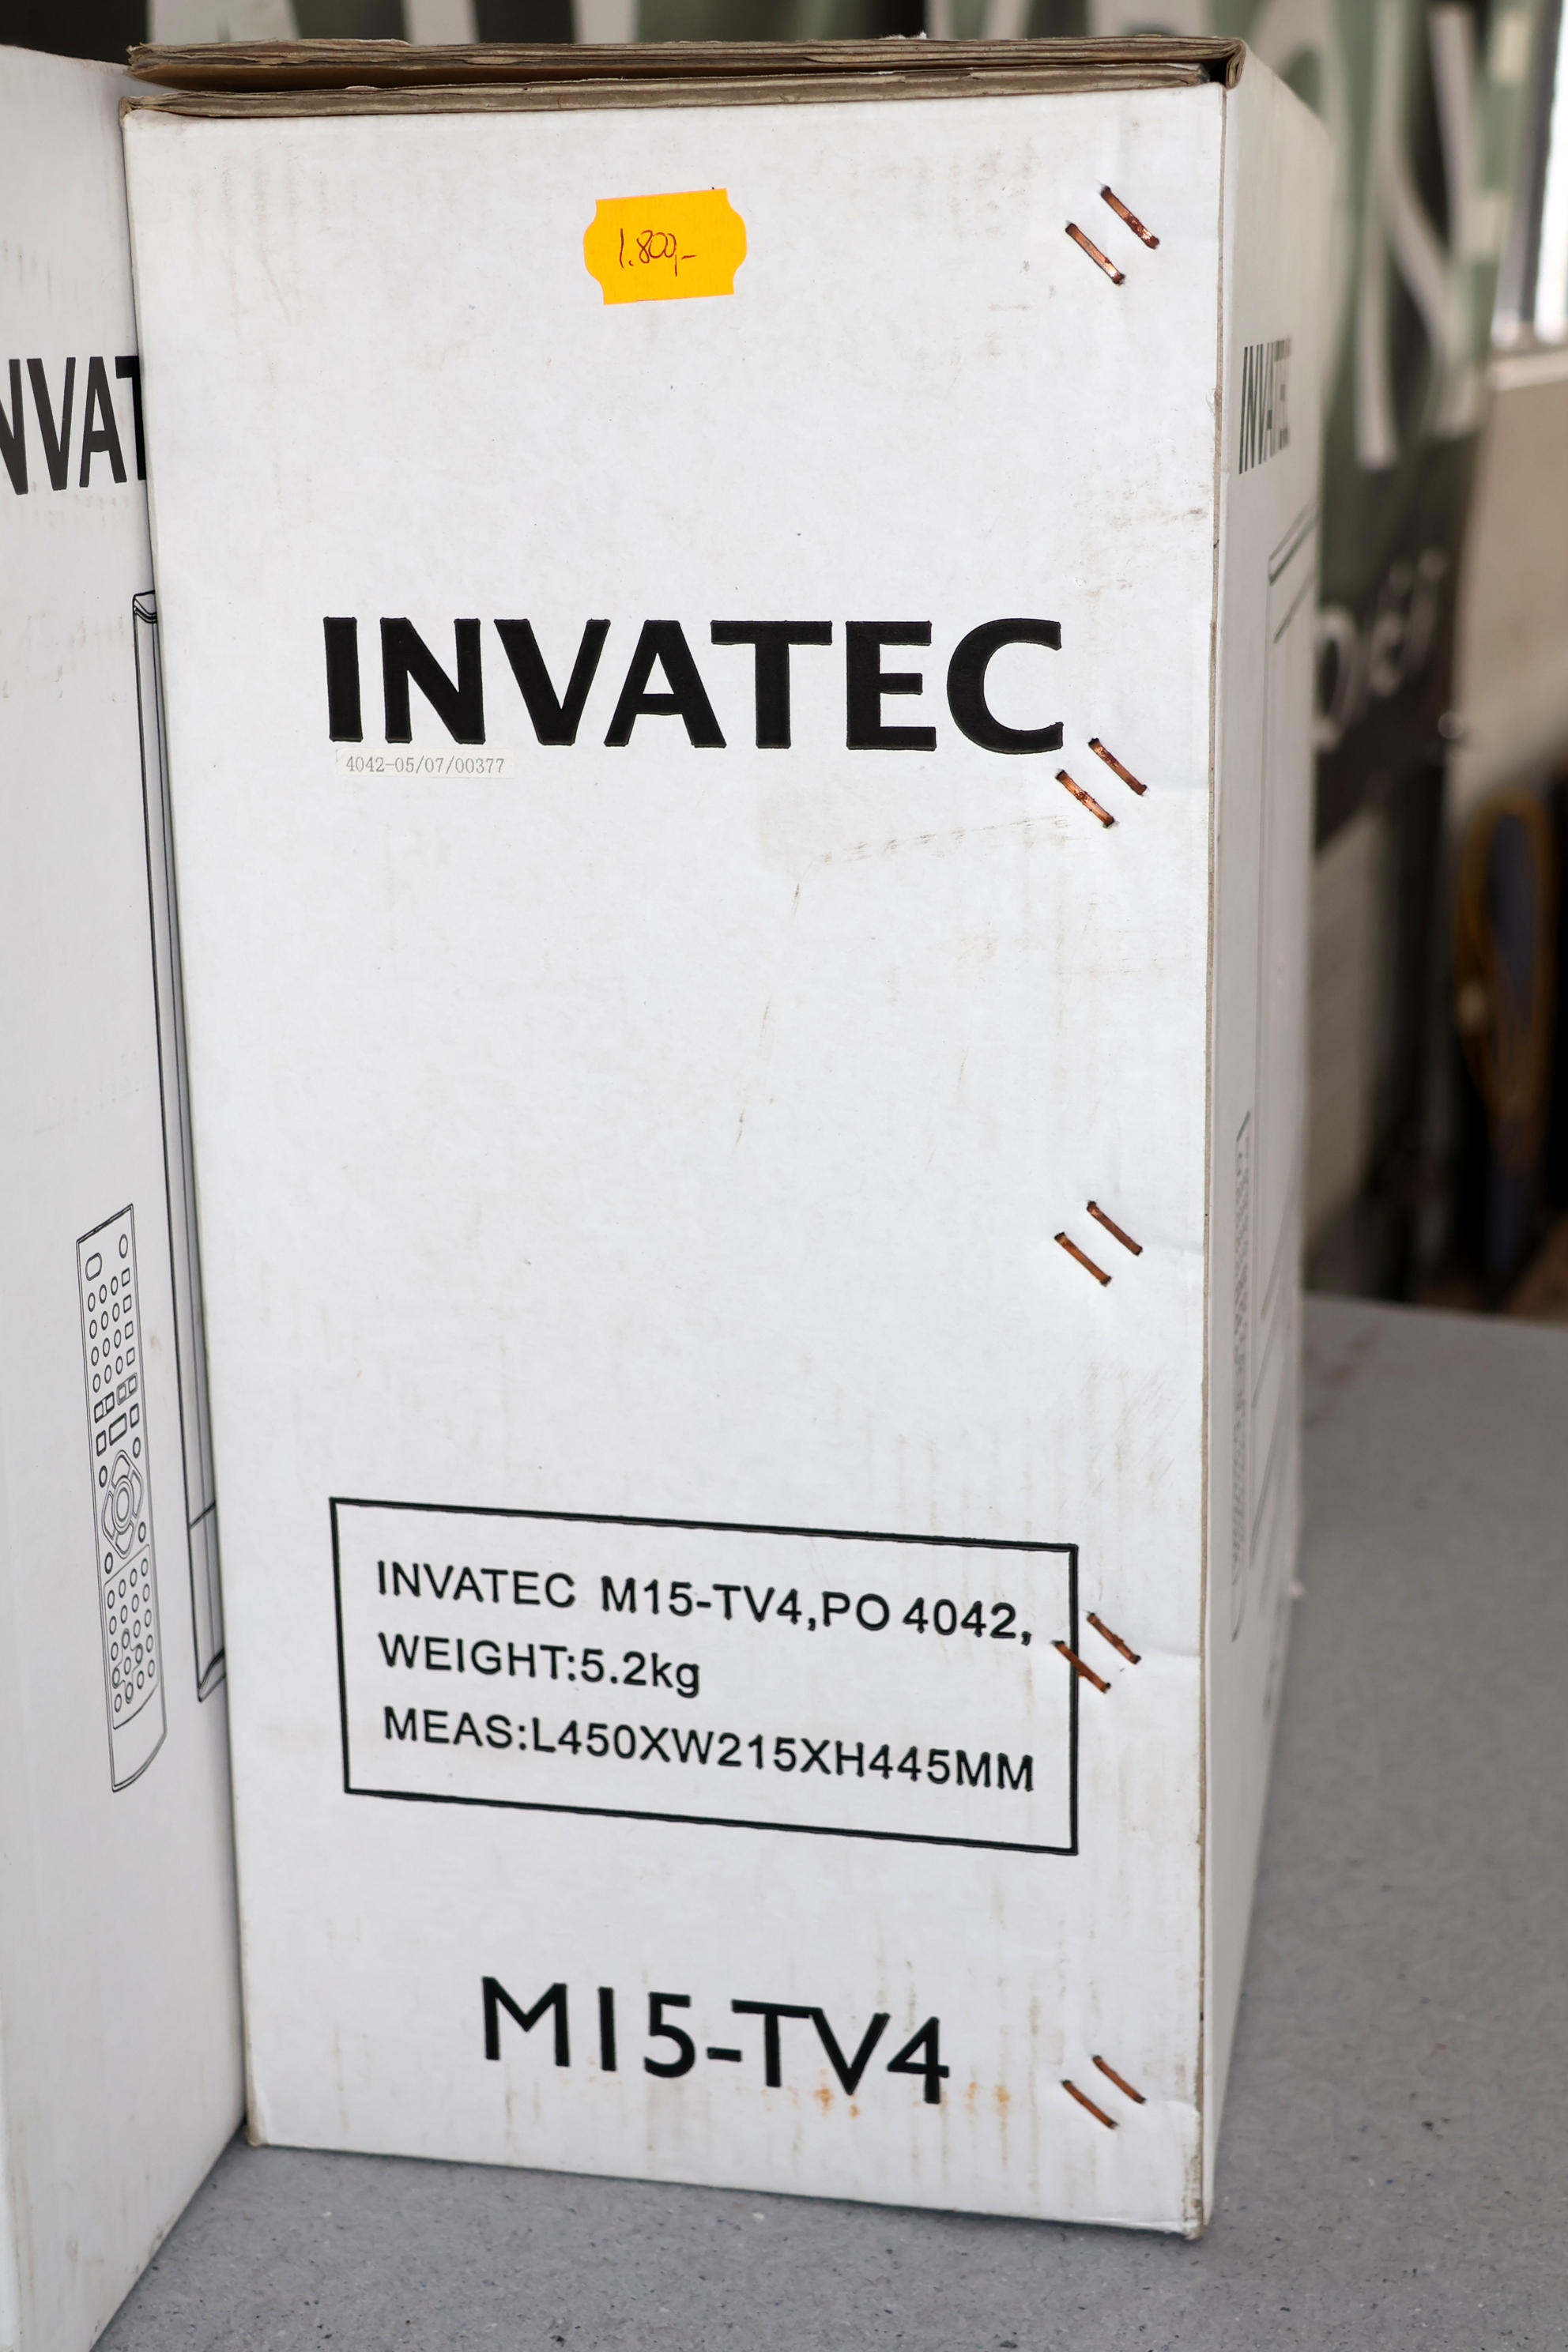 1.800,-
INVATEC
4042-05/07/00377
INVATEC M15-TV4,PO 4042,
WEIGHT:5.2kg
MEAS:L450XW215XH445MM
M15-TV4
NVAT
INVATEC